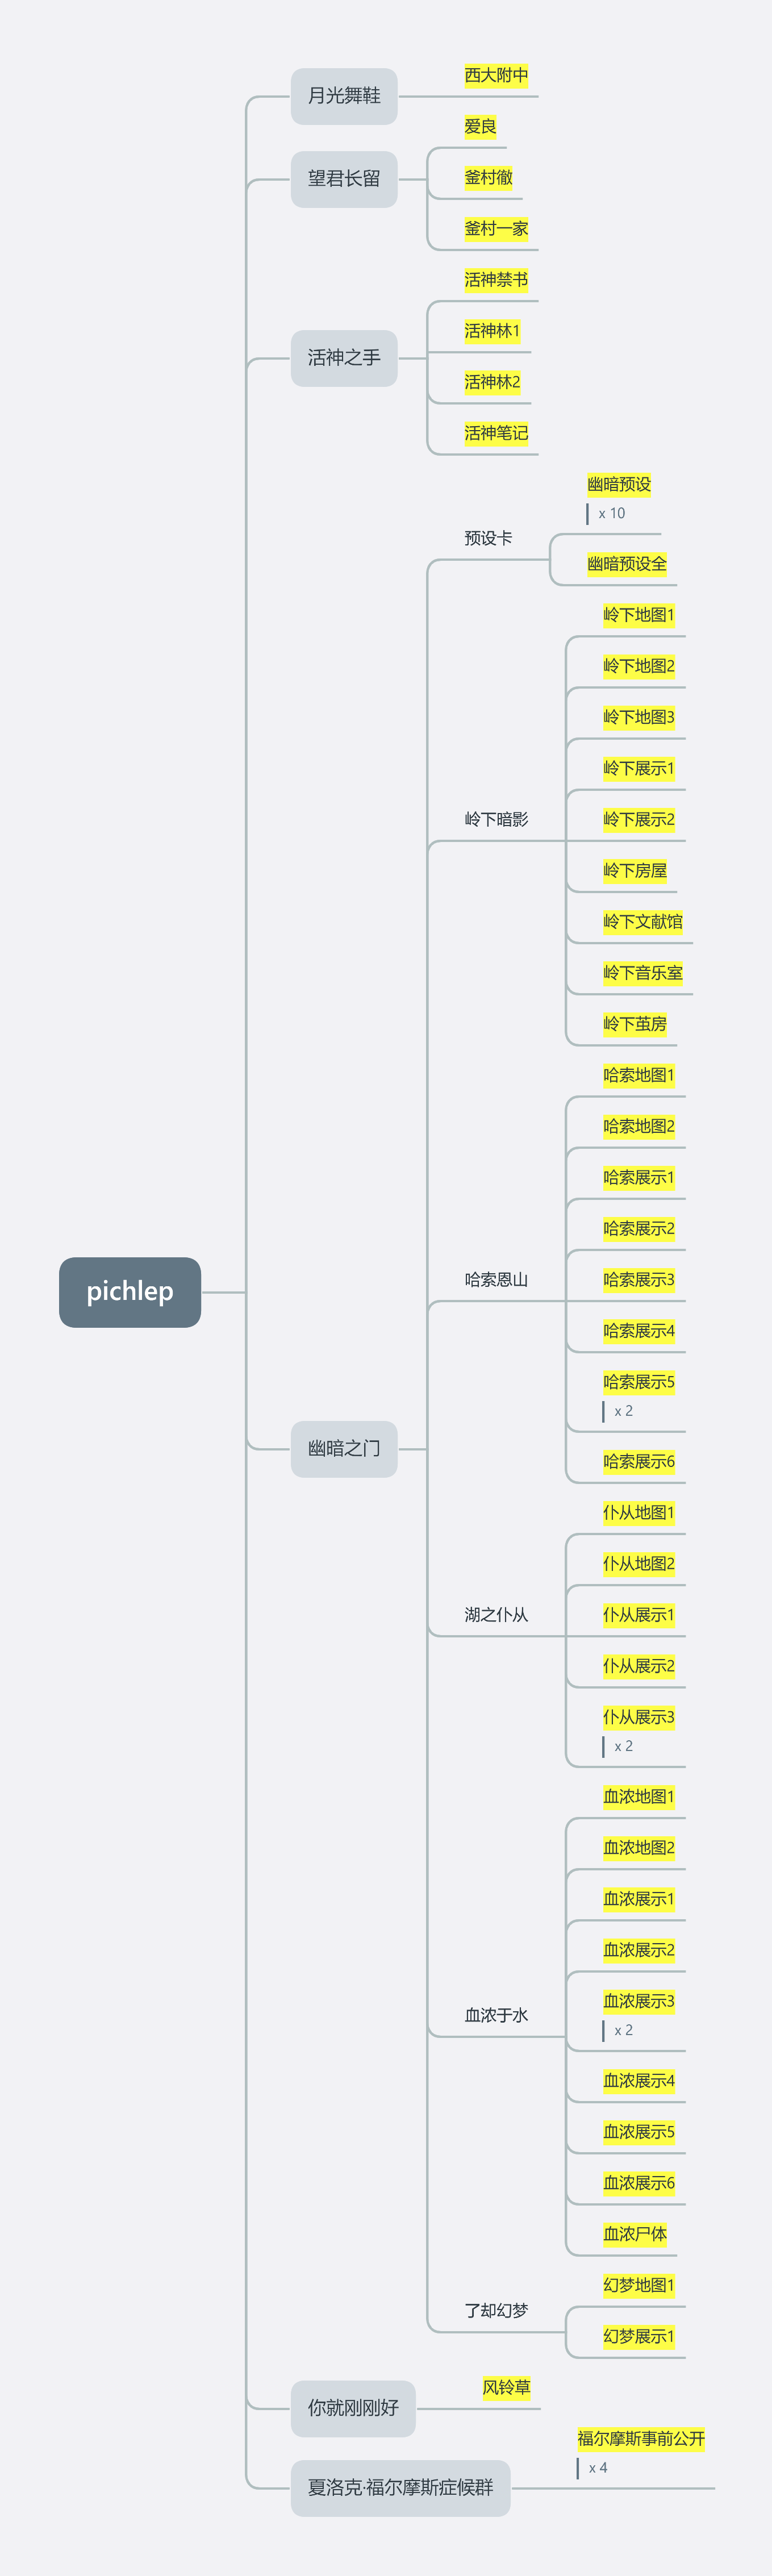 月光舞鞋
西大附中
望君长留
爱良
釜村徹
釜村一家
活神之手
活神禁书
活神林1
活神林2
活神笔记
pichlep
幽暗之门
预设卡
幽暗预设
x 10
幽暗预设全
岭下暗影
岭下地图1
岭下地图2
岭下地图3
岭下展示1
岭下展示2
岭下房屋
岭下文献馆
岭下音乐室
岭下茧房
哈索恩山
哈索地图1
哈索地图2
哈索展示1
哈索展示2
哈索展示3
哈索展示4
哈索展示5
x 2
哈索展示6
湖之仆从
仆从地图1
仆从地图2
仆从展示1
仆从展示2
仆从展示3
x 2
血浓于水
血浓地图1
血浓地图2
血浓展示1
血浓展示2
血浓展示3
x 2
血浓展示4
血浓展示5
血浓展示6
血浓尸体
了却幻梦
幻梦地图1
幻梦展示1
你就刚刚好
风铃草
夏洛克·福尔摩斯症候群
福尔摩斯事前公开
x 4